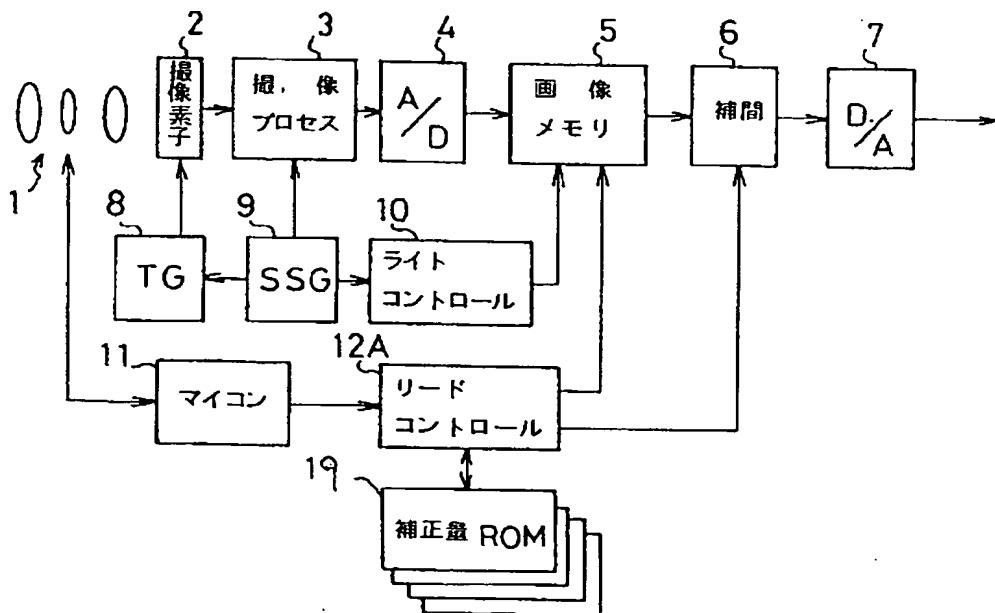 2
3
4
5
6
7
撮像素子
撮, 像
プロセス
A/D
画像
メモリ
補間
D/A
1
8
9
10
TG
SSG
ライト
コントロール
11
12A
マイコン
リード
コントロール
19
補正量 ROM